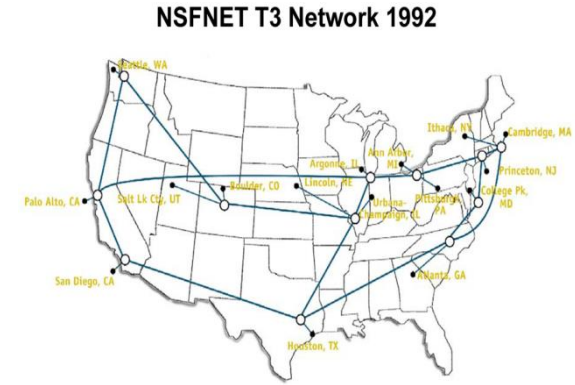 NSFNET T3 Network 1992
Seattle, WA
Ithaca, NY
Cambridge, MA
Ann Arbor,
MI
Argonne, IL
Princeton, NJ
Boulder, CO
Lincoln, NE
Salt Lk Cty, UT
Palo Alto, CA
Urbana-
Champaign, IL
Pittsburgh,
PA
College Pk,
MD
San Diego, CA
Atlanta, GA
Houston, TX